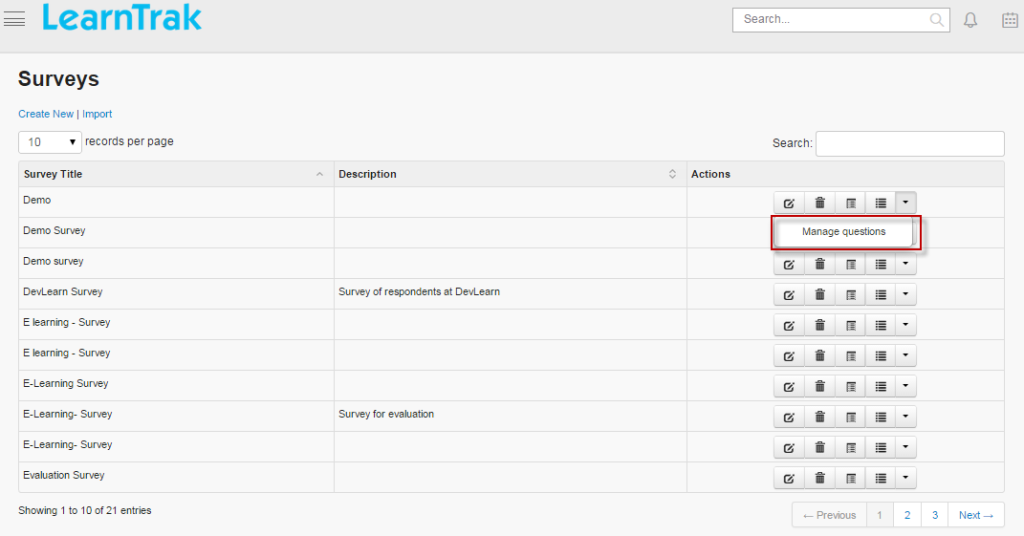 LearnTrak
Search...
Surveys
Create New | Import
10 records per page
Search:
Survey Title Description Actions
Demo
Manage questions
Demo Survey
Demo survey
DevLearn Survey Survey of respondents at DevLearn
E learning - Survey
E learning - Survey
E-Learning Survey
E-Learning- Survey Survey for evaluation
E-Learning- Survey
Evaluation Survey
Showing 1 to 10 of 21 entries
← Previous 1 2 3 Next →